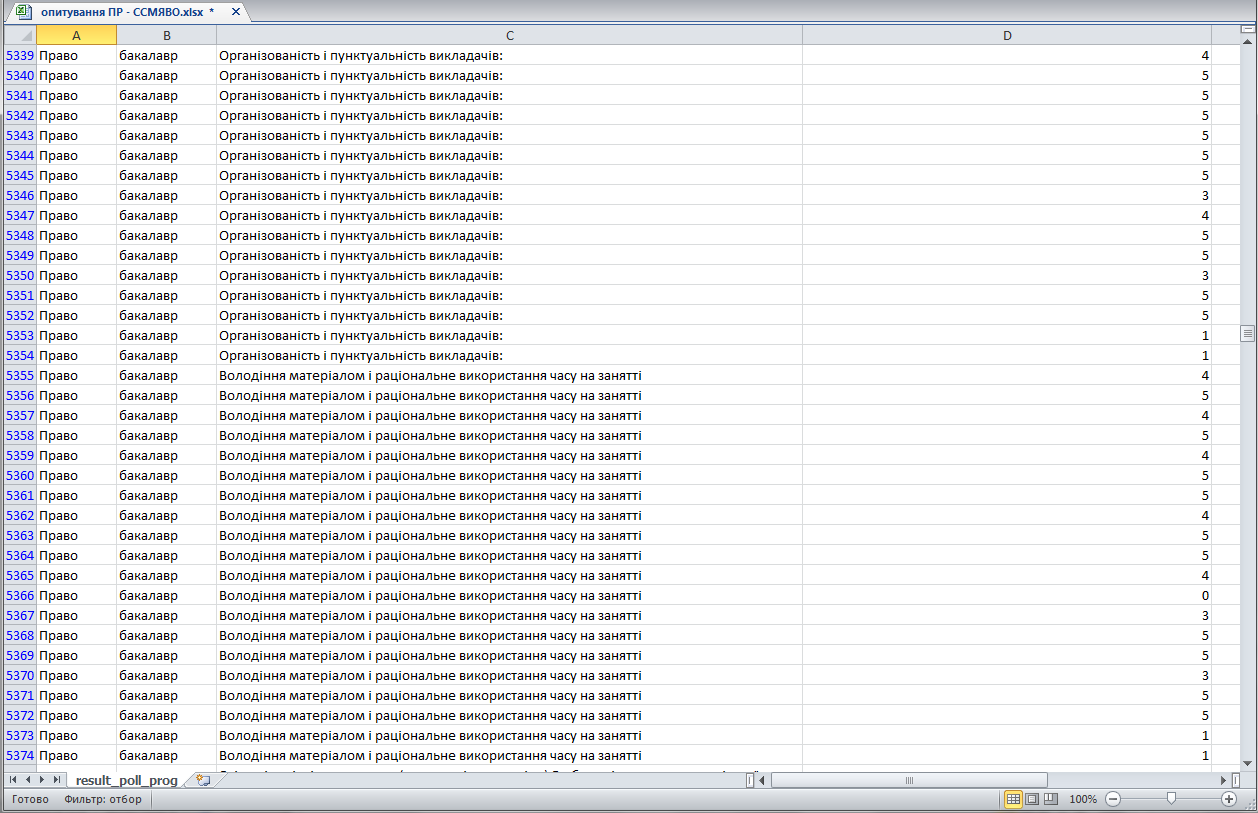 опитування ПР - ССМЯВО.xlsx *
A B C D
5339 Право бакалавр Організованість і пунктуальність викладачів: 4
5340 Право бакалавр Організованість і пунктуальність викладачів: 5
5341 Право бакалавр Організованість і пунктуальність викладачів: 5
5342 Право бакалавр Організованість і пунктуальність викладачів: 5
5343 Право бакалавр Організованість і пунктуальність викладачів: 5
5344 Право бакалавр Організованість і пунктуальність викладачів: 5
5345 Право бакалавр Організованість і пунктуальність викладачів: 5
5346 Право бакалавр Організованість і пунктуальність викладачів: 3
5347 Право бакалавр Організованість і пунктуальність викладачів: 4
5348 Право бакалавр Організованість і пунктуальність викладачів: 5
5349 Право бакалавр Організованість і пунктуальність викладачів: 5
5350 Право бакалавр Організованість і пунктуальність викладачів: 3
5351 Право бакалавр Організованість і пунктуальність викладачів: 5
5352 Право бакалавр Організованість і пунктуальність викладачів: 5
5353 Право бакалавр Організованість і пунктуальність викладачів: 1
5354 Право бакалавр Організованість і пунктуальність викладачів: 1
5355 Право бакалавр Володіння матеріалом і раціональне використання часу на занятті 4
5356 Право бакалавр Володіння матеріалом і раціональне використання часу на занятті 5
5357 Право бакалавр Володіння матеріалом і раціональне використання часу на занятті 4
5358 Право бакалавр Володіння матеріалом і раціональне використання часу на занятті 5
5359 Право бакалавр Володіння матеріалом і раціональне використання часу на занятті 4
5360 Право бакалавр Володіння матеріалом і раціональне використання часу на занятті 5
5361 Право бакалавр Володіння матеріалом і раціональне використання часу на занятті 5
5362 Право бакалавр Володіння матеріалом і раціональне використання часу на занятті 4
5363 Право бакалавр Володіння матеріалом і раціональне використання часу на занятті 5
5364 Право бакалавр Володіння матеріалом і раціональне використання часу на занятті 5
5365 Право бакалавр Володіння матеріалом і раціональне використання часу на занятті 4
5366 Право бакалавр Володіння матеріалом і раціональне використання часу на занятті 0
5367 Право бакалавр Володіння матеріалом і раціональне використання часу на занятті 3
5368 Право бакалавр Володіння матеріалом і раціональне використання часу на занятті 5
5369 Право бакалавр Володіння матеріалом і раціональне використання часу на занятті 5
5370 Право бакалавр Володіння матеріалом і раціональне використання часу на занятті 3
5371 Право бакалавр Володіння матеріалом і раціональне використання часу на занятті 5
5372 Право бакалавр Володіння матеріалом і раціональне використання часу на занятті 5
5373 Право бакалавр Володіння матеріалом і раціональне використання часу на занятті 1
5374 Право бакалавр Володіння матеріалом і раціональне використання часу на занятті 1
result_poll_prog
Готово Фильтр: отбор 100%